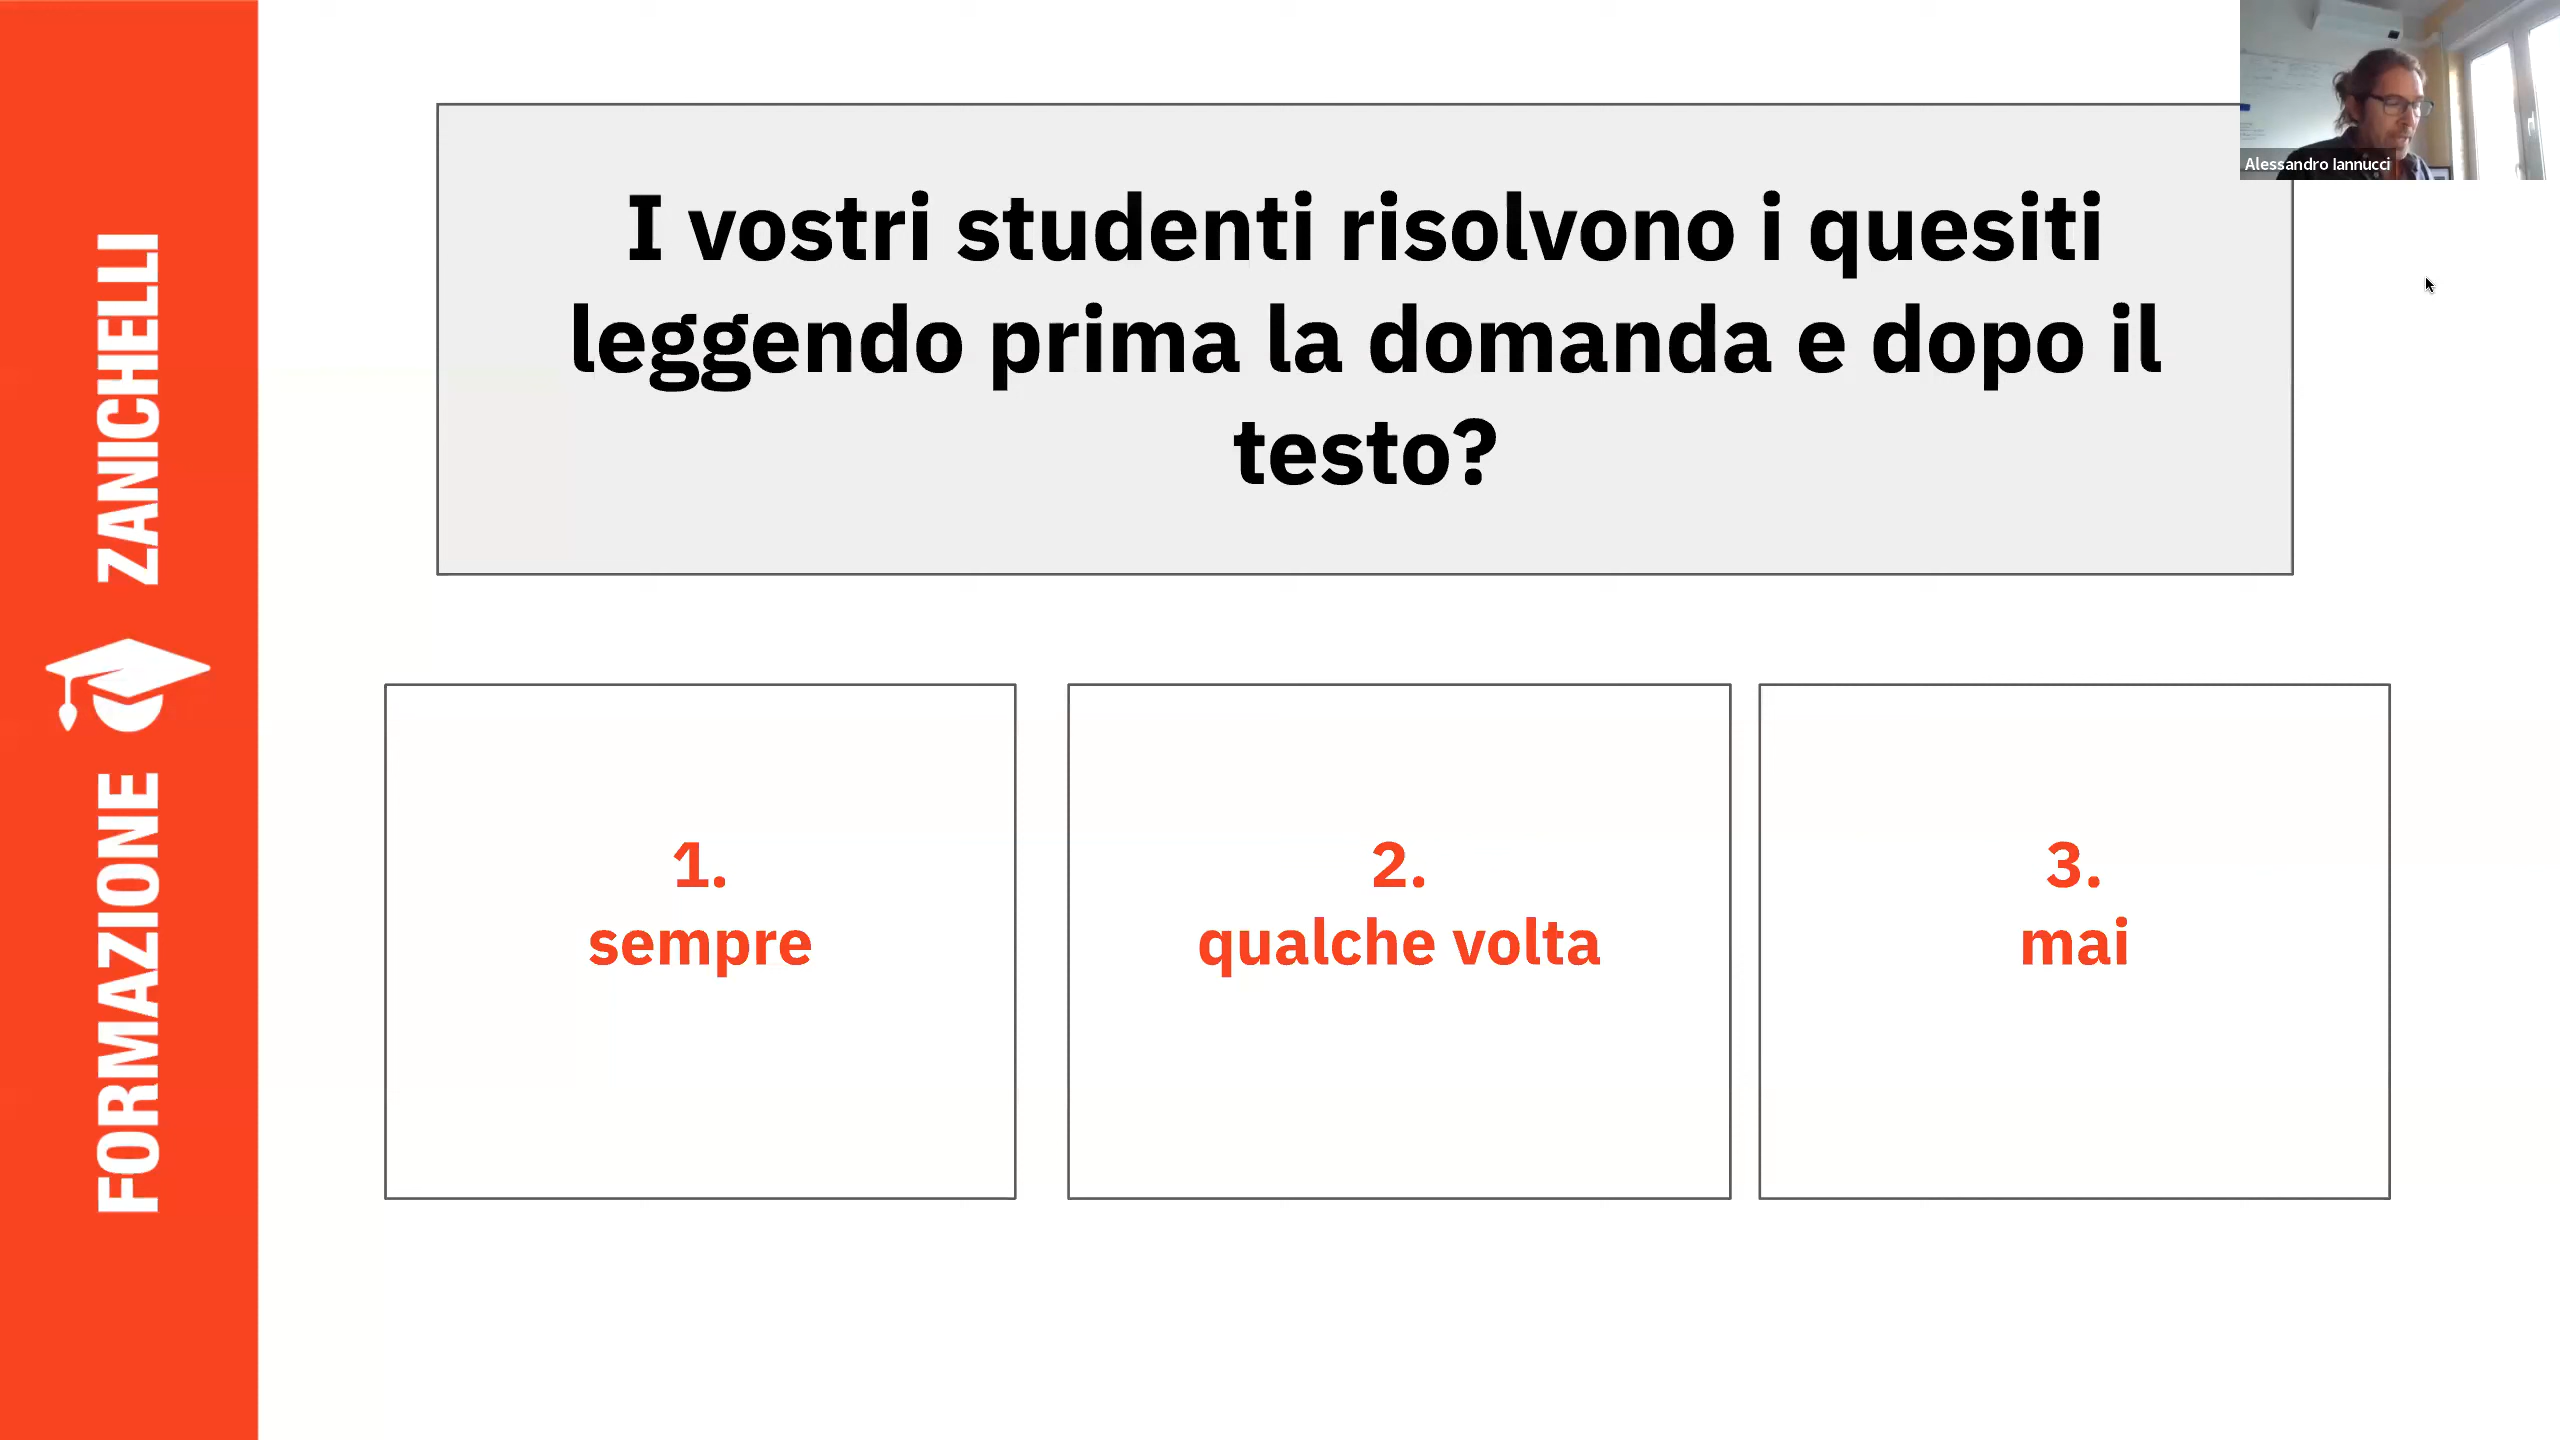 FORMAZIONE ZANICHELLI
Alessandro Iannucci
I vostri studenti risolvono i quesiti
leggendo prima la domanda e dopo il
testo?
1.
sempre
2.
qualche volta
3.
mai